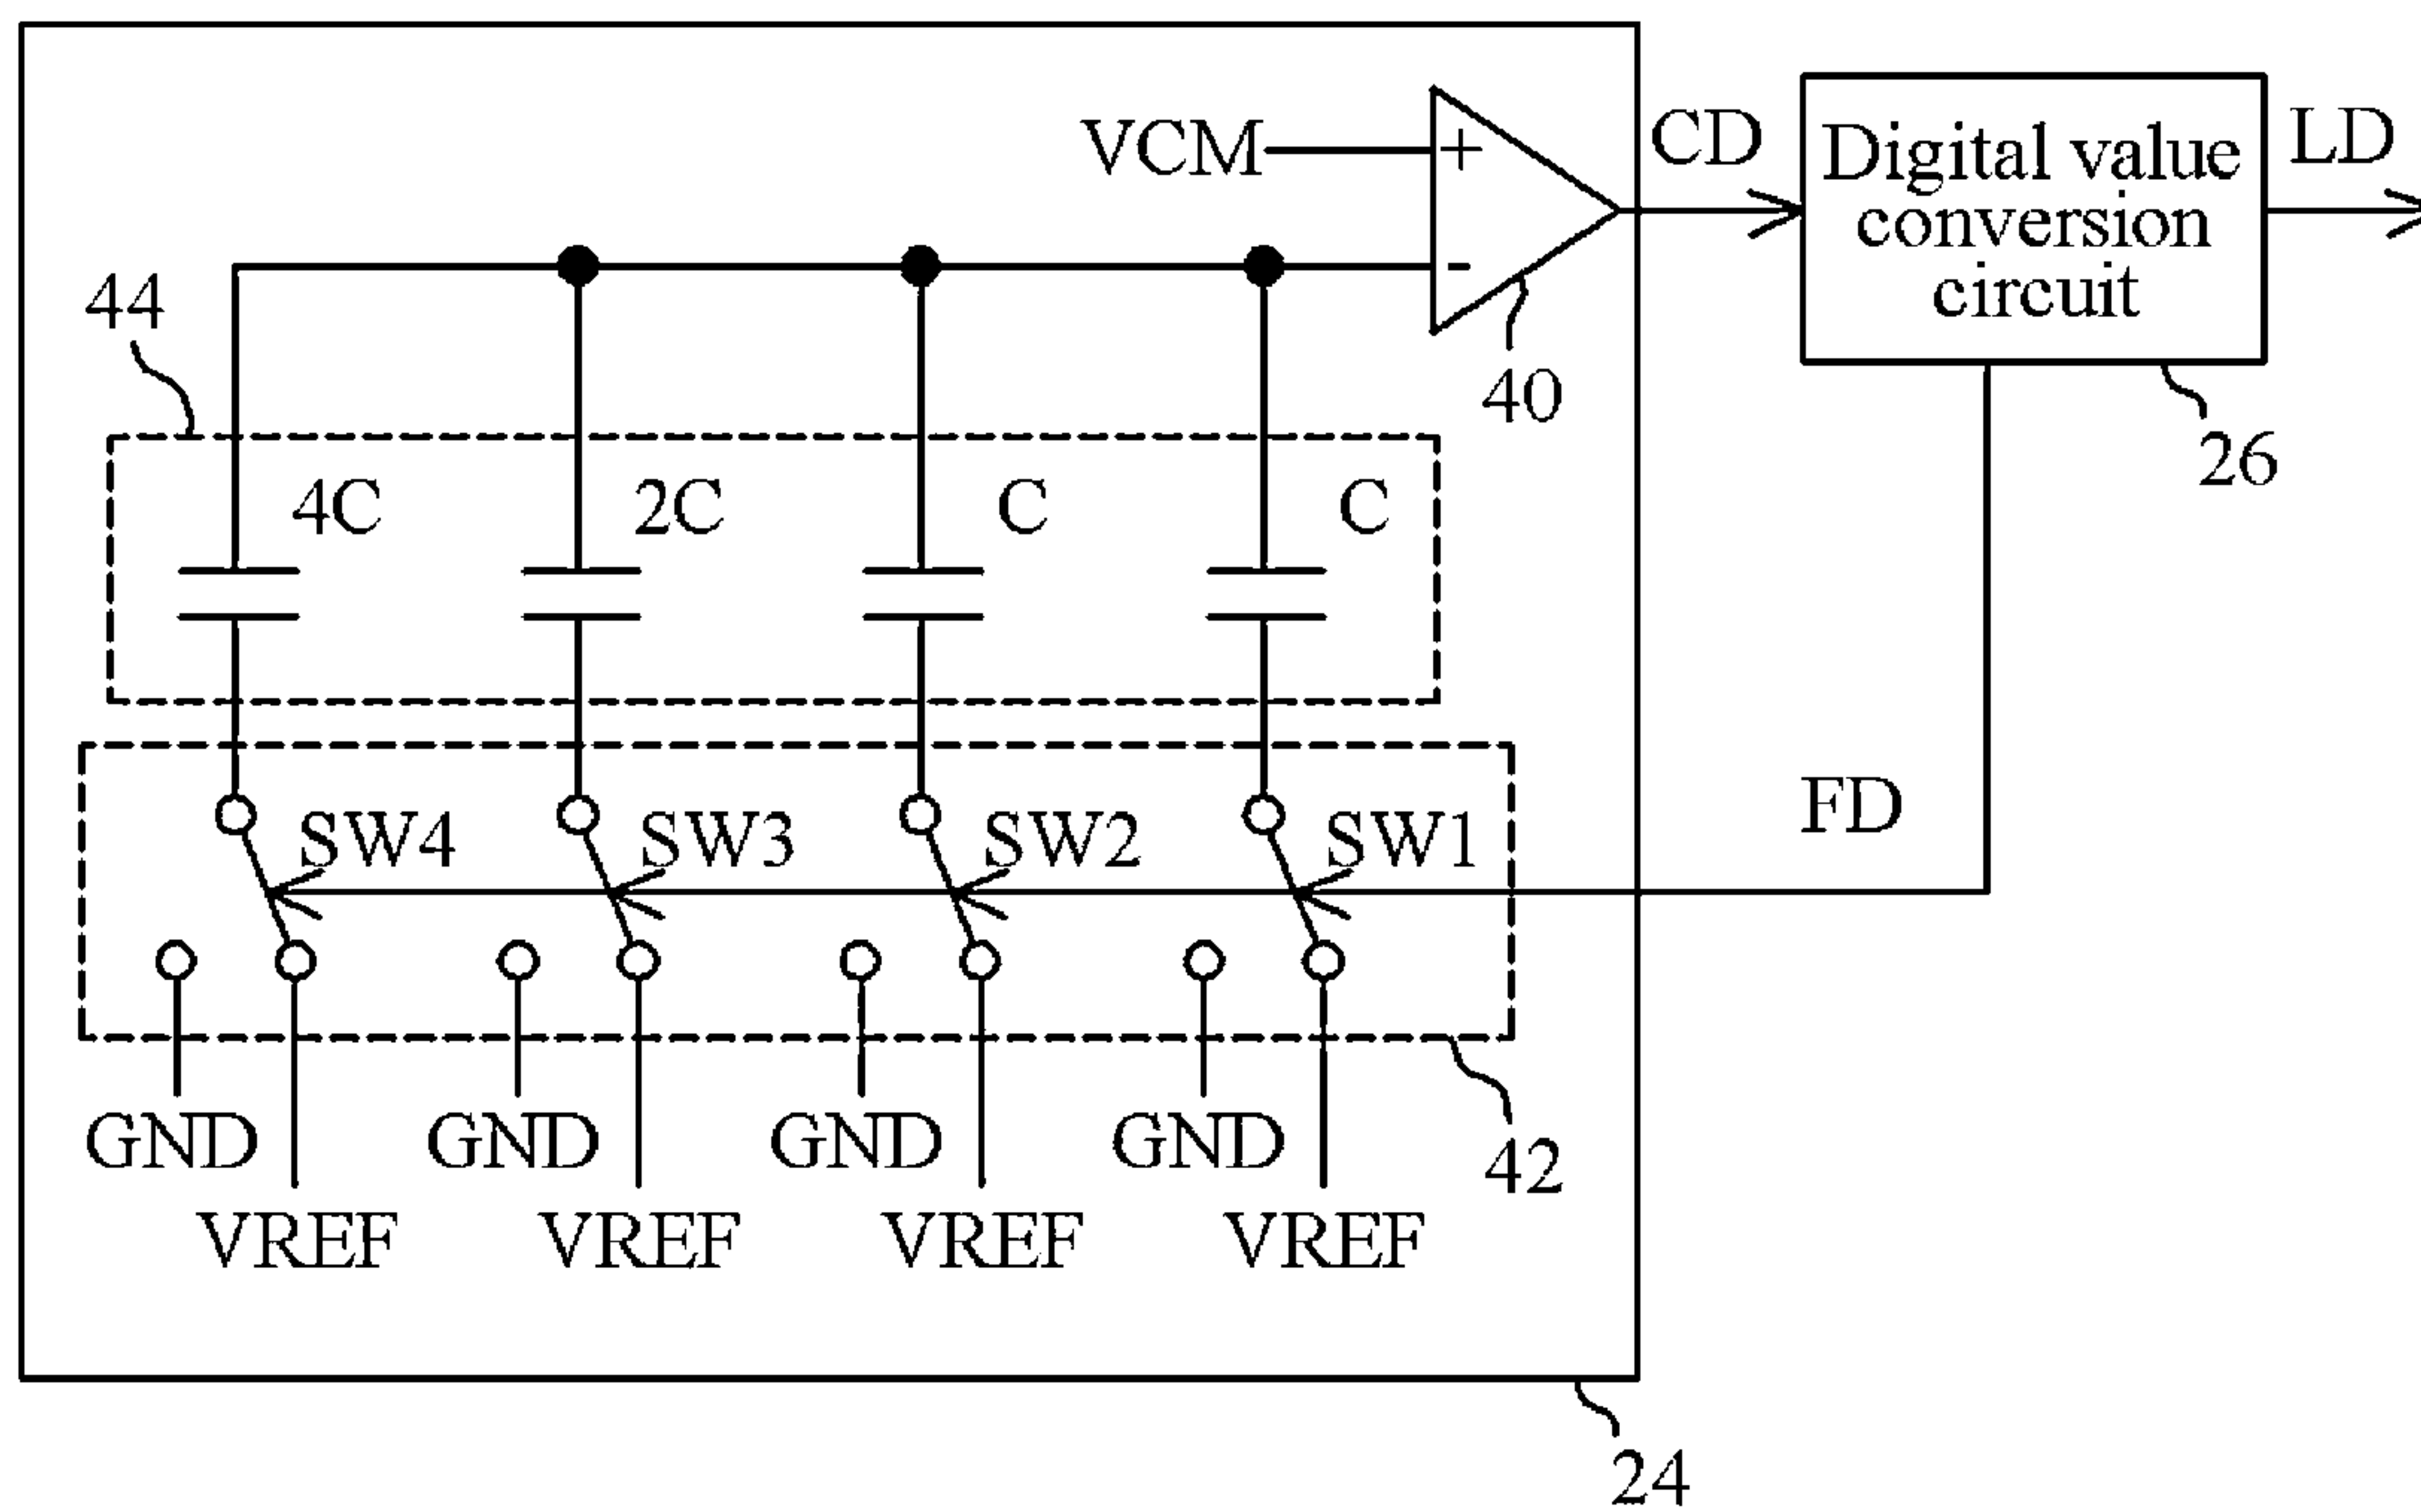 VCM
+
-
CD
Digital value
conversion
circuit
LD
44
40
26
4C
2C
C
C
SW4
SW3
SW2
SW1
FD
GND
GND
GND
GND
42
VREF
VREF
VREF
VREF
24